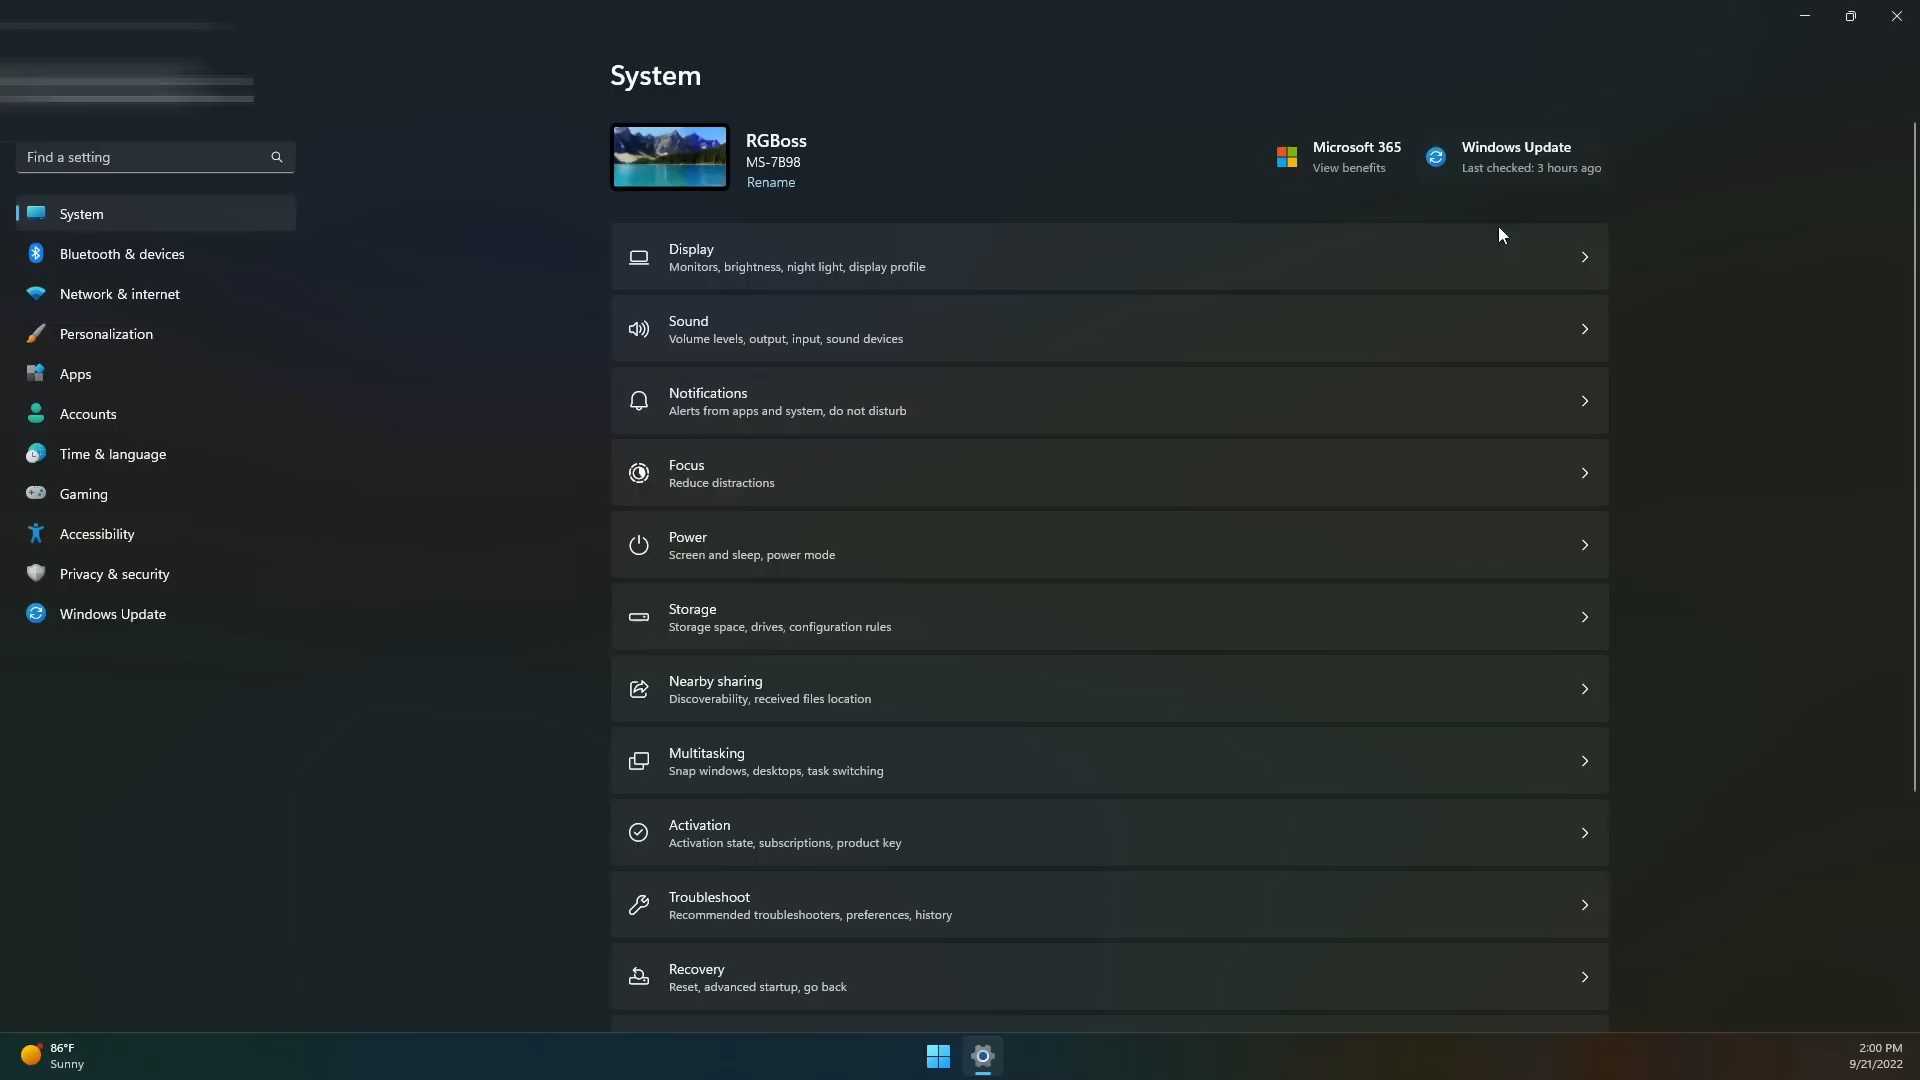 System
RGBoss
MS-7B98
Rename
Microsoft 365
View benefits
Windows Update
Last checked: 3 hours ago
Find a setting
System
Bluetooth & devices
Network & internet
Personalization
Apps
Accounts
Time & language
Gaming
Accessibility
Privacy & security
Windows Update
Display
Monitors, brightness, night light, display profile
Sound
Volume levels, output, input, sound devices
Notifications
Alerts from apps and system, do not disturb
Focus
Reduce distractions
Power
Screen and sleep, power mode
Storage
Storage space, drives, configuration rules
Nearby sharing
Discoverability, received files location
Multitasking
Snap windows, desktops, task switching
Activation
Activation state, subscriptions, product key
Troubleshoot
Recommended troubleshooters, preferences, history
Recovery
Reset, advanced startup, go back
86°F
Sunny
2:00 PM
9/21/2022